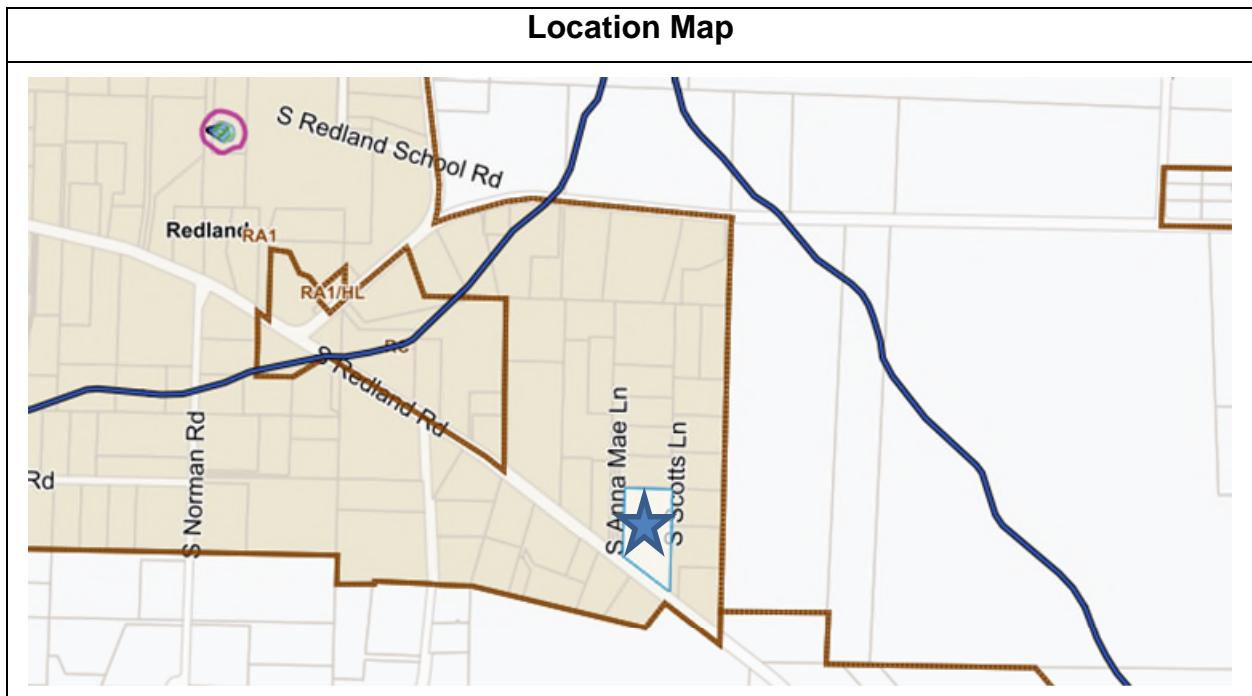 Location Map
S Redland School Rd
Redland
RA1
RA1/HL
RC
S Redland Rd
S Anna Mae Ln
S Scotts Ln
S Norman Rd
Rd